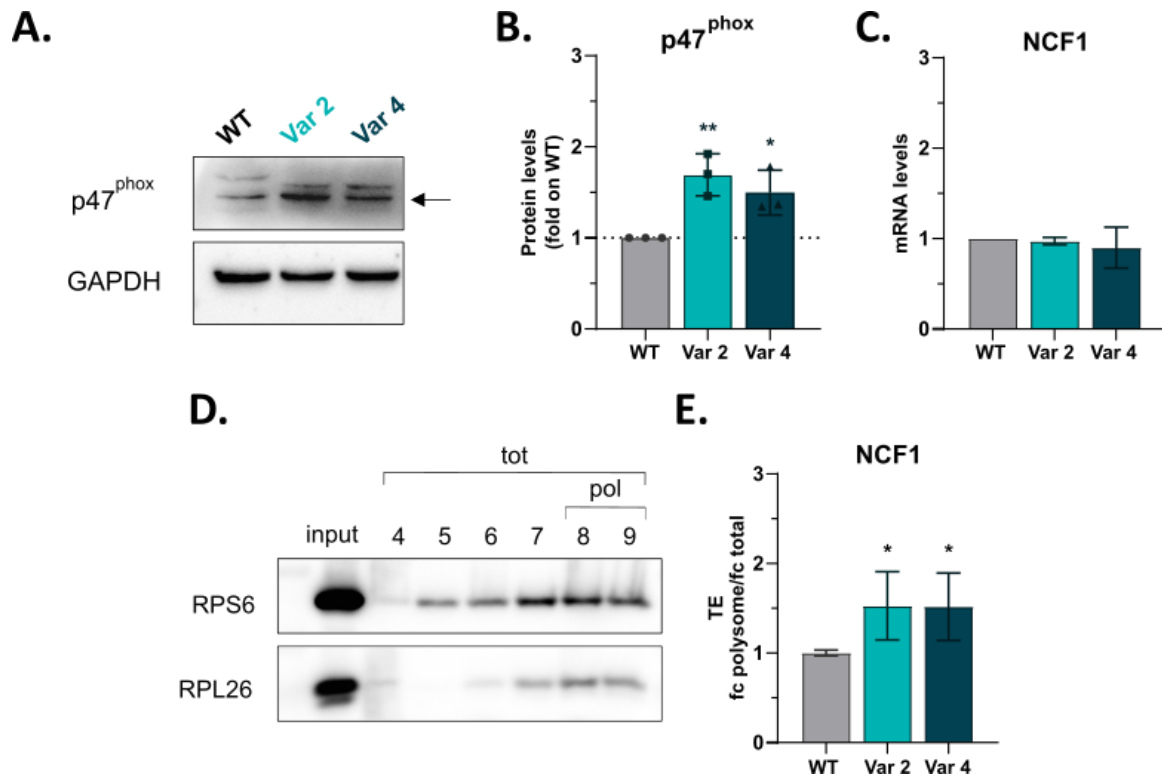 A.
WT Var 2 Var 4
p47phox
GAPDH
B.
p47phox
Protein levels
(fold on WT)
3
2
1
0
** *
WT Var 2 Var 4
C.
NCF1
mRNA levels
3
2
1
0
WT Var 2 Var 4
D.
tot
pol
input 4 5 6 7 8 9
RPS6
RPL26
E.
NCF1
TE
fc polysome/fc total
3
2
1
0
* *
WT Var 2 Var 4